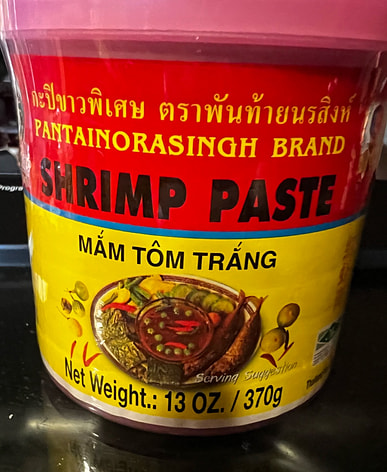 กะปิขาวพิเศษ ตราพันท้ายนรสิงห์
PANTAINORASINGH BRAND
SHRIMP PASTE
MẮM TÔM TRẮNG
Serving Suggestion
Net Weight.: 13 OZ. / 370g